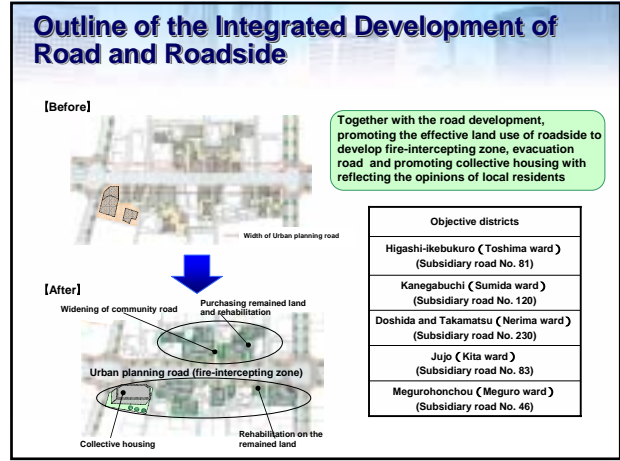 Outline of the Integrated Development of
Road and Roadside
【Before】
Width of Urban planning road
Together with the road development,
promoting the effective land use of roadside to
develop fire-intercepting zone, evacuation
road and promoting collective housing with
reflecting the opinions of local residents
【After】
Widening of community road
Purchasing remained land
and rehabilitation
Urban planning road (fire-intercepting zone)
Collective housing
Rehabilitation on the
remained land
Objective districts
Higashi-ikebukuro (Toshima ward)
(Subsidiary road No. 81)
Kanegabuchi (Sumida ward)
(Subsidiary road No. 120)
Doshida and Takamatsu (Nerima ward)
(Subsidiary road No. 230)
Jujo (Kita ward)
(Subsidiary road No. 83)
Megurohonchou (Meguro ward)
(Subsidiary road No. 46)